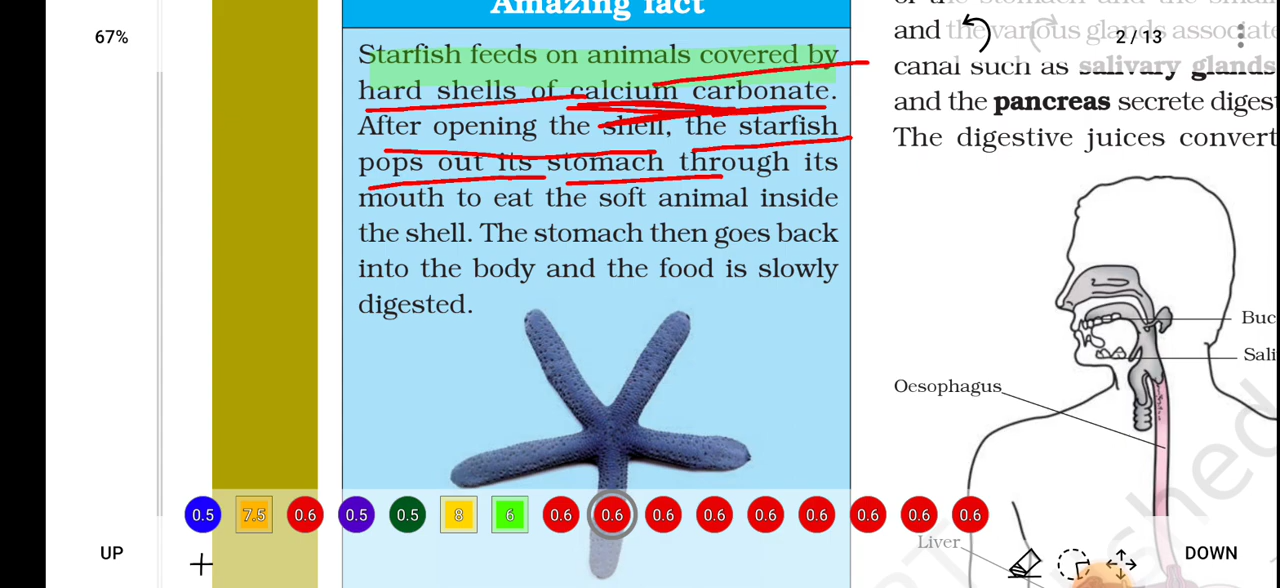 67%
Amazing fact
Starfish feeds on animals covered by
hard shells of calcium carbonate.
After opening the shell, the starfish
pops out its stomach through its
mouth to eat the soft animal inside
the shell. The stomach then goes back
into the body and the food is slowly
digested.
and the various glands associate
2 / 13
canal such as salivary glands
and the pancreas secrete diges
The digestive juices convert
Buc
Sali
Oesophagus
Liver
0.5 7.5 0.6 0.5 0.5 8 6 0.6 0.6 0.6 0.6 0.6 0.6 0.6 0.6 0.6
UP
DOWN